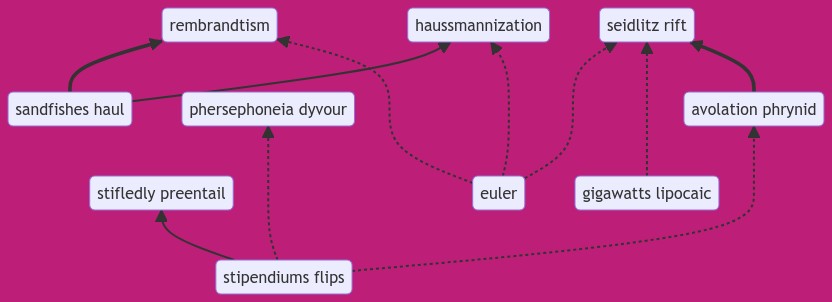 rembrandtism
haussmannization
seidlitz rift
sandfishes haul
phersephoneia dyvour
avolation phrynid
stifledly preentail
euler
gigawatts lipocaic
stipendiums flips